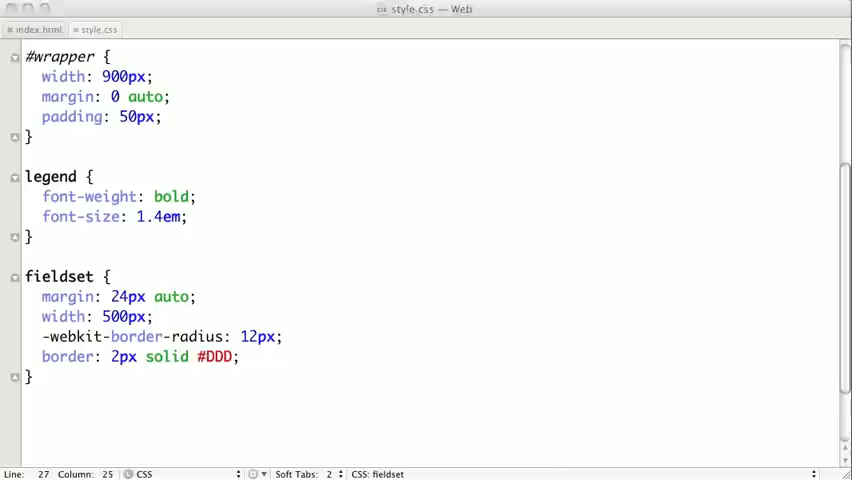 style.css — Web
index.html
style.css
#wrapper {
width: 900px;
margin: 0 auto;
padding: 50px;
}
legend {
font-weight: bold;
font-size: 1.4em;
}
fieldset {
margin: 24px auto;
width: 500px;
-webkit-border-radius: 12px;
border: 2px solid #DDD;
}
Line: 27 Column: 25 CSS Soft Tabs: 2 CSS: fieldset